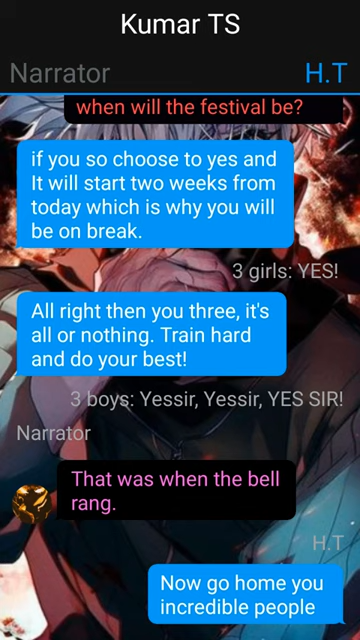 Kumar TS
Narrator
H.T
when will the festival be?
if you so choose to yes and
It will start two weeks from
today which is why you will
be on break.
3 girls: YES!
All right then you three, it's
all or nothing. Train hard
and do your best!
3 boys: Yessir, Yessir, YES SIR!
Narrator
That was when the bell
rang.
H.T
Now go home you
incredible people